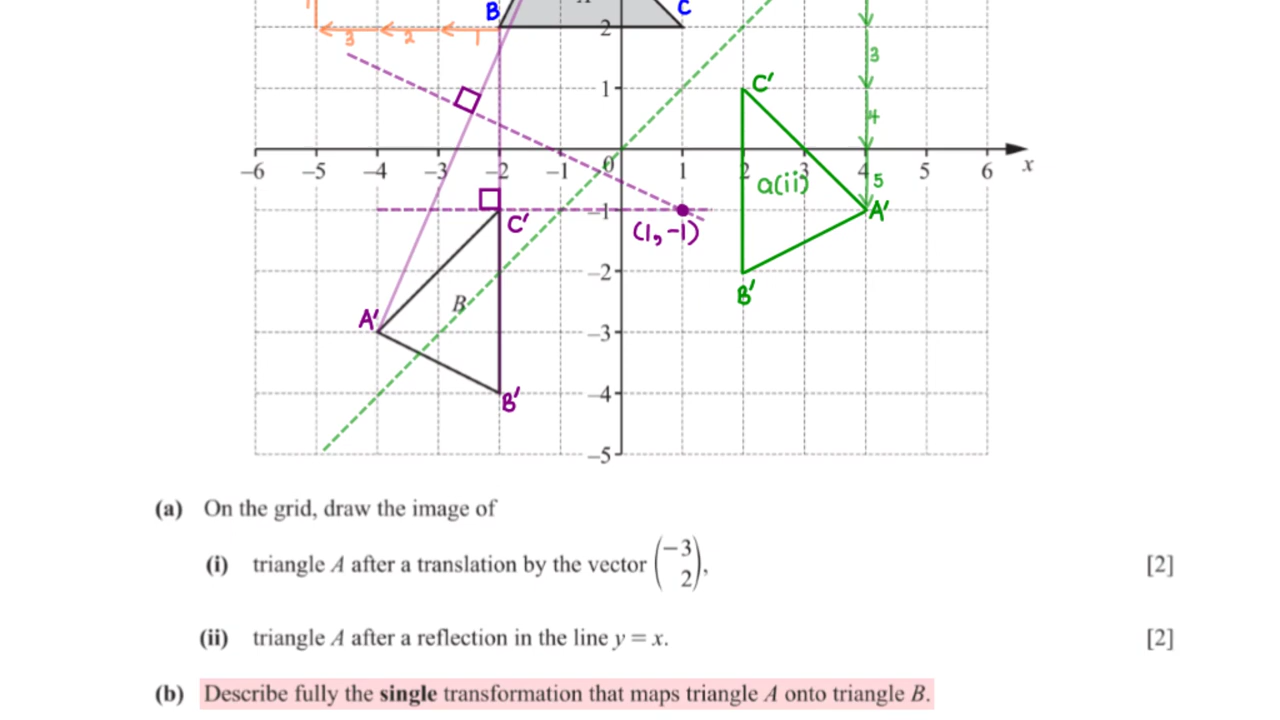 B C
2
3 2 1
3
1 C'
4
0
–6 –5 –4 –3 –2 –1 1 2 3 4 5 6 x
a(ii) 5
–1 A'
C' (1, -1)
–2
B B'
A' –3
B' –4
–5
(a) On the grid, draw the image of
(i) triangle A after a translation by the vector (−3 2), [2]
(ii) triangle A after a reflection in the line y = x. [2]
(b) Describe fully the single transformation that maps triangle A onto triangle B.